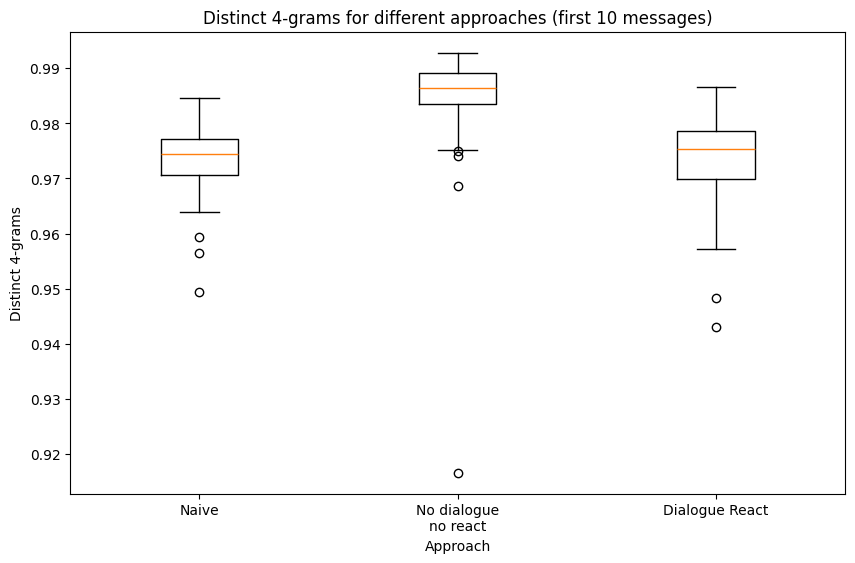 Distinct 4-grams for different approaches (first 10 messages)
Distinct 4-grams
0.99
0.98
0.97
0.96
0.95
0.94
0.93
0.92
Naive
No dialogue
no react
Dialogue React
Approach